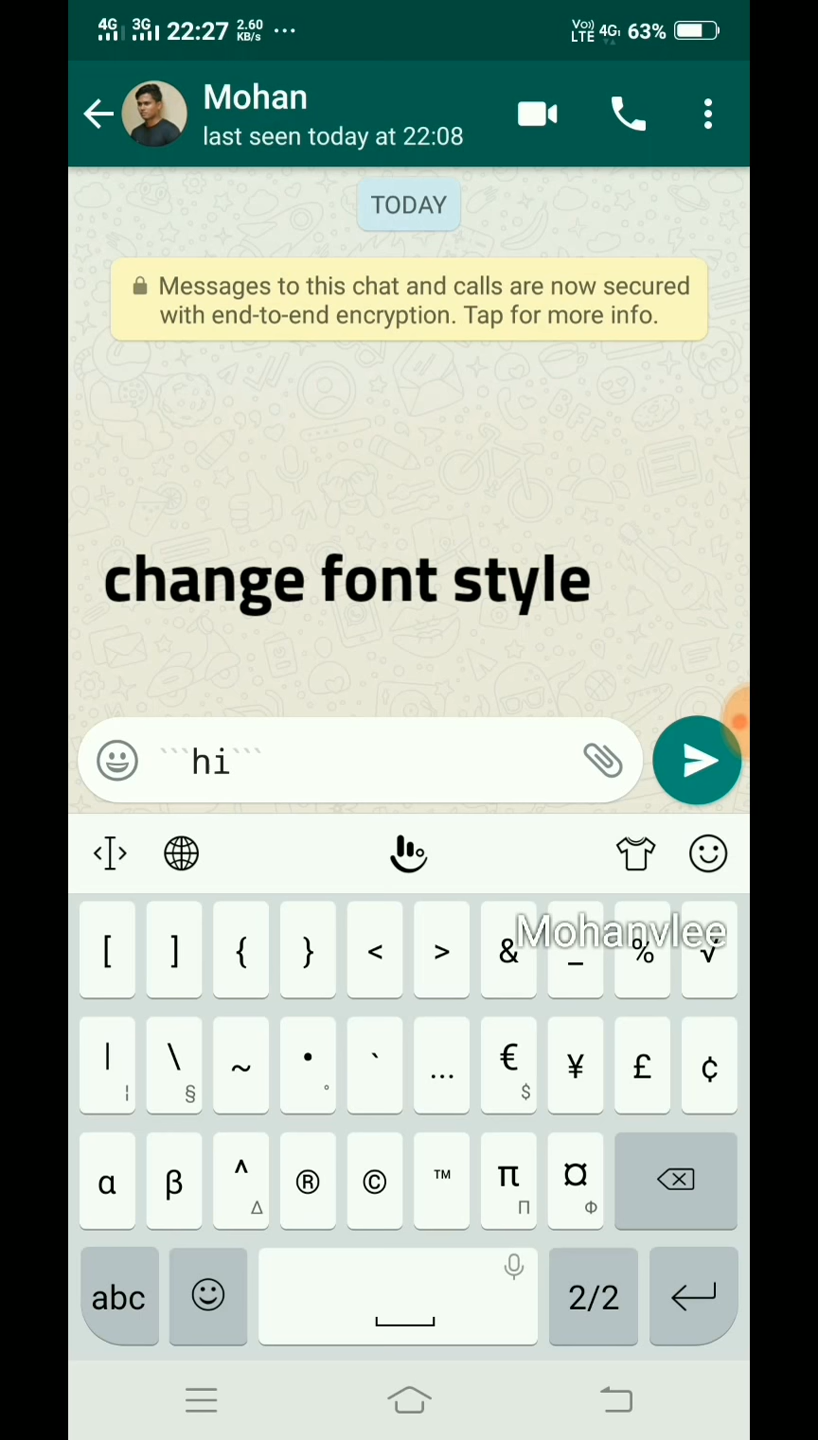 4G 3G 22:27 2.60 KB/s ... Vo)) LTE 4G 63%
Mohan
last seen today at 22:08
TODAY
Messages to this chat and calls are now secured
with end-to-end encryption. Tap for more info.
change font style
```hi```
Mohanvlee
[ ] { } < > & _ % √
| ¦ \ § ~ • ° ` … € $ ¥ £ ¢
α β ^ Δ ® © ™ π Π ¤ Φ
abc 2/2